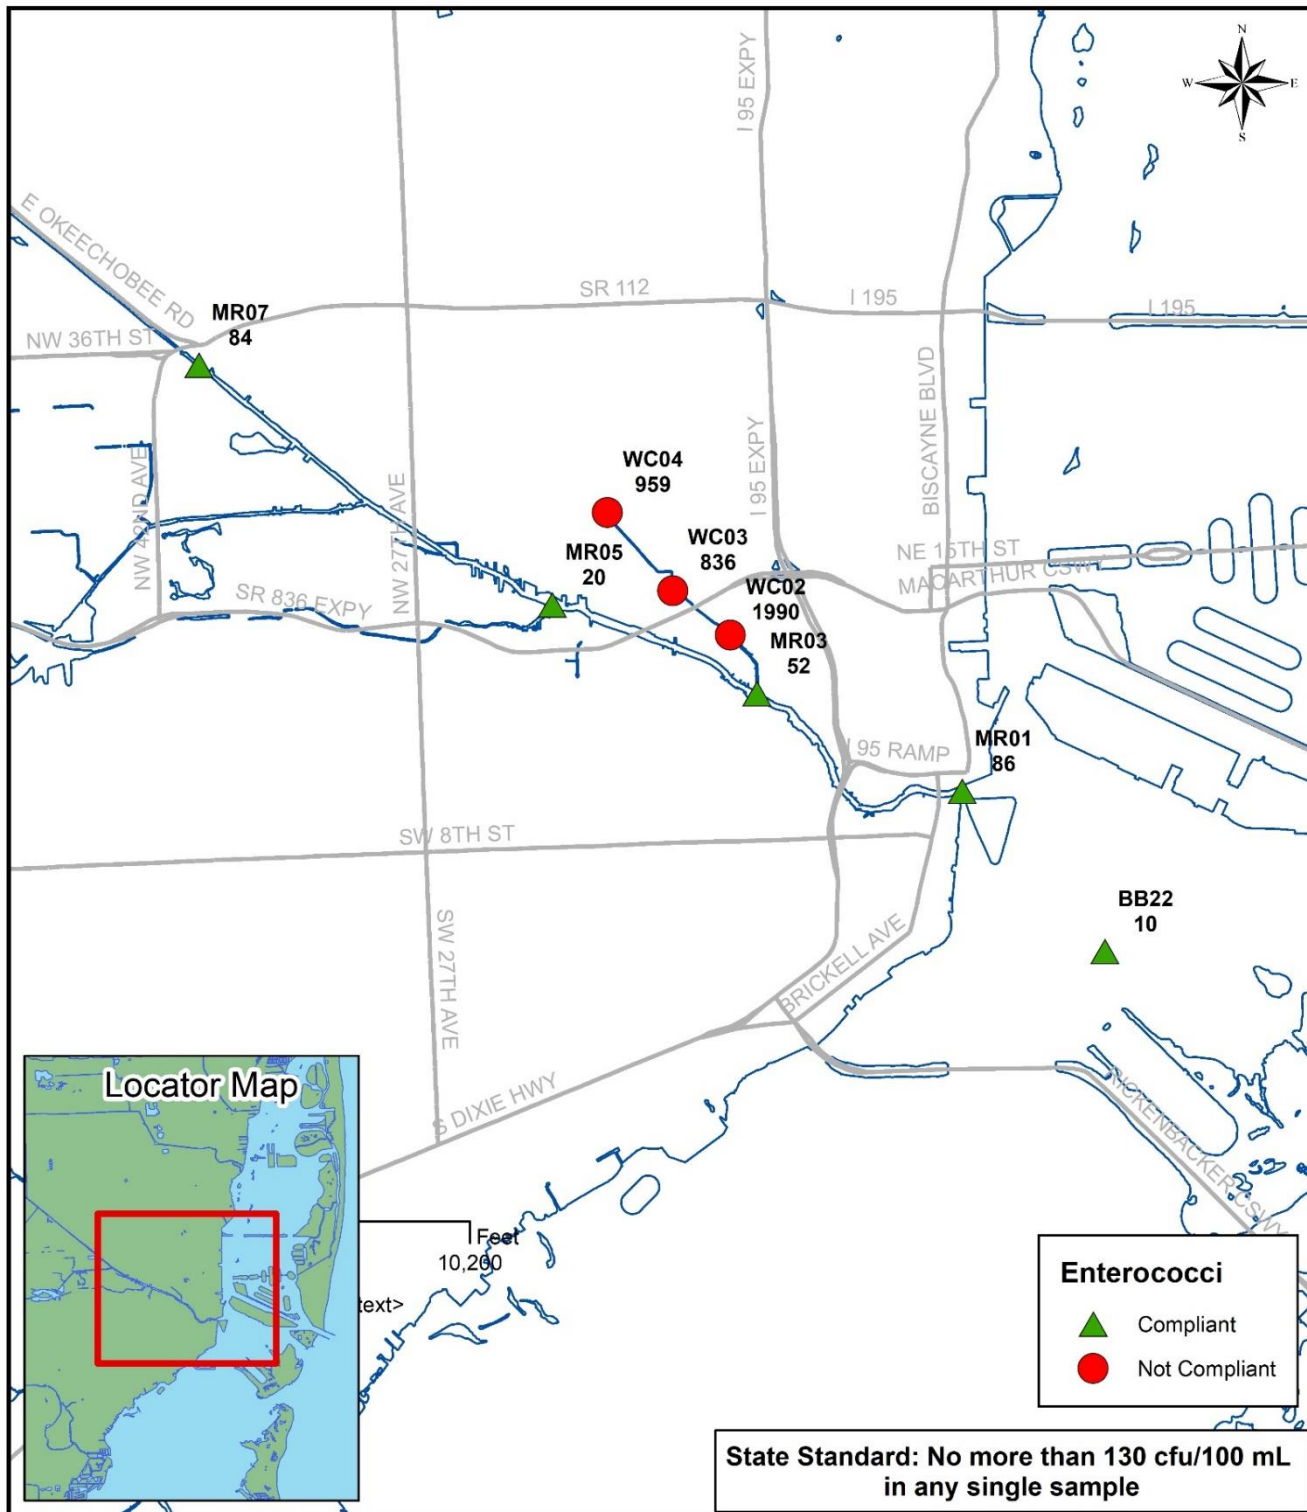 N
W E
S
I 95 EXPY
E OKEECHOBEE RD
MR07
84
SR 112
I 195
I 195
NW 36TH ST
BISCAYNE BLVD
WC04
959
I 95 EXPY
NW 42ND AVE
NW 27TH AVE
MR05
20
WC03
836
NE 15TH ST
MACARTHUR CSWY
SR 836 EXPY
WC02
1990
MR03
52
I 95 RAMP
MR01
86
SW 8TH ST
BB22
10
SW 27TH AVE
BRICKELL AVE
S DIXIE HWY
RICKENBACKER CSWY
Locator Map
Feet
10,200
text>
Enterococci
Compliant
Not Compliant
State Standard: No more than 130 cfu/100 mL
in any single sample